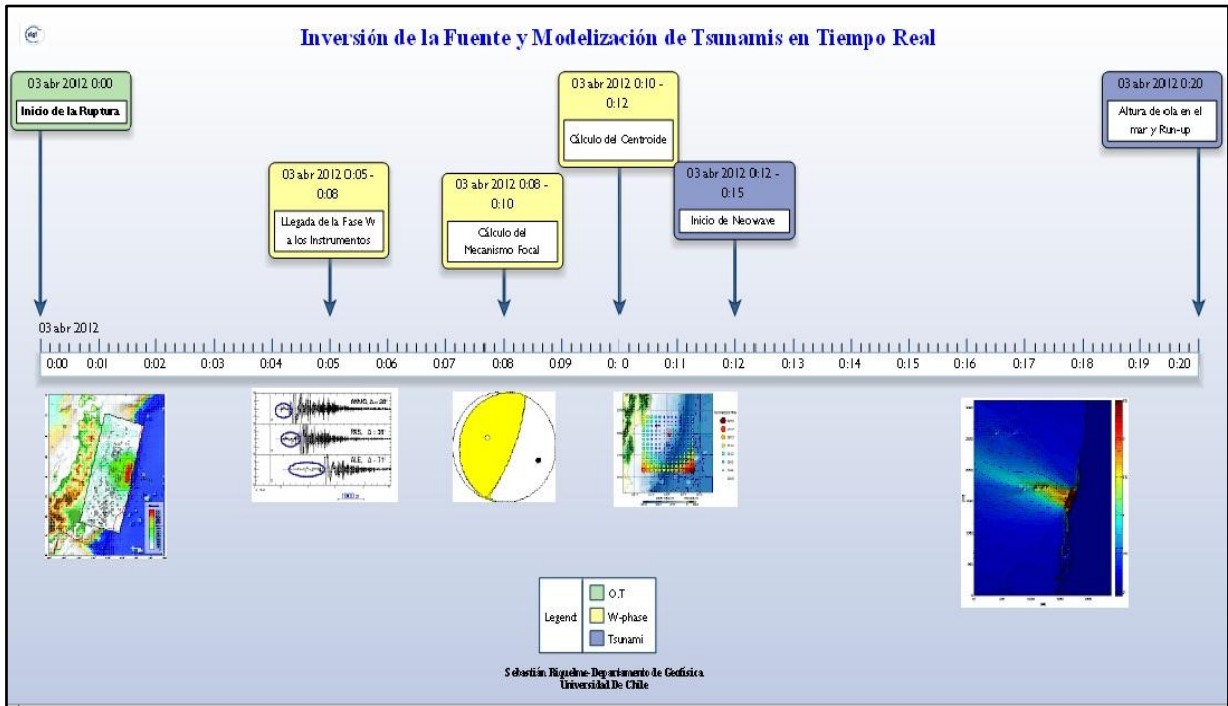 Inversión de la Fuente y Modelización de Tsunamis en Tiempo Real
03 abr 2012 0:00
Inicio de la Ruptura
03 abr 2012 0:05 -
0:08
LLegada de la Fase W
a los Instrumentos
03 abr 2012 0:08 -
0:10
Cálculo del
Mecanismo Focal
03 abr 2012 0:10 -
0:12
Cálculo del Centroide
03 abr 2012 0:12 -
0:15
Inicio de Neowave
03 abr 2012 0:20
Altura de ola en el
mar y Run-up
03 abr 2012
0:00 0:01 0:02 0:03 0:04 0:05 0:06 0:07 0:08 0:09 0: 0 0:11 0:12 0:13 0:14 0:15 0:16 0:17 0:18 0:19 0:20
Legend
O.T
W-phase
Tsunami
Sebastián Riquelme-Departamento de Geofísica
Universidad De Chile